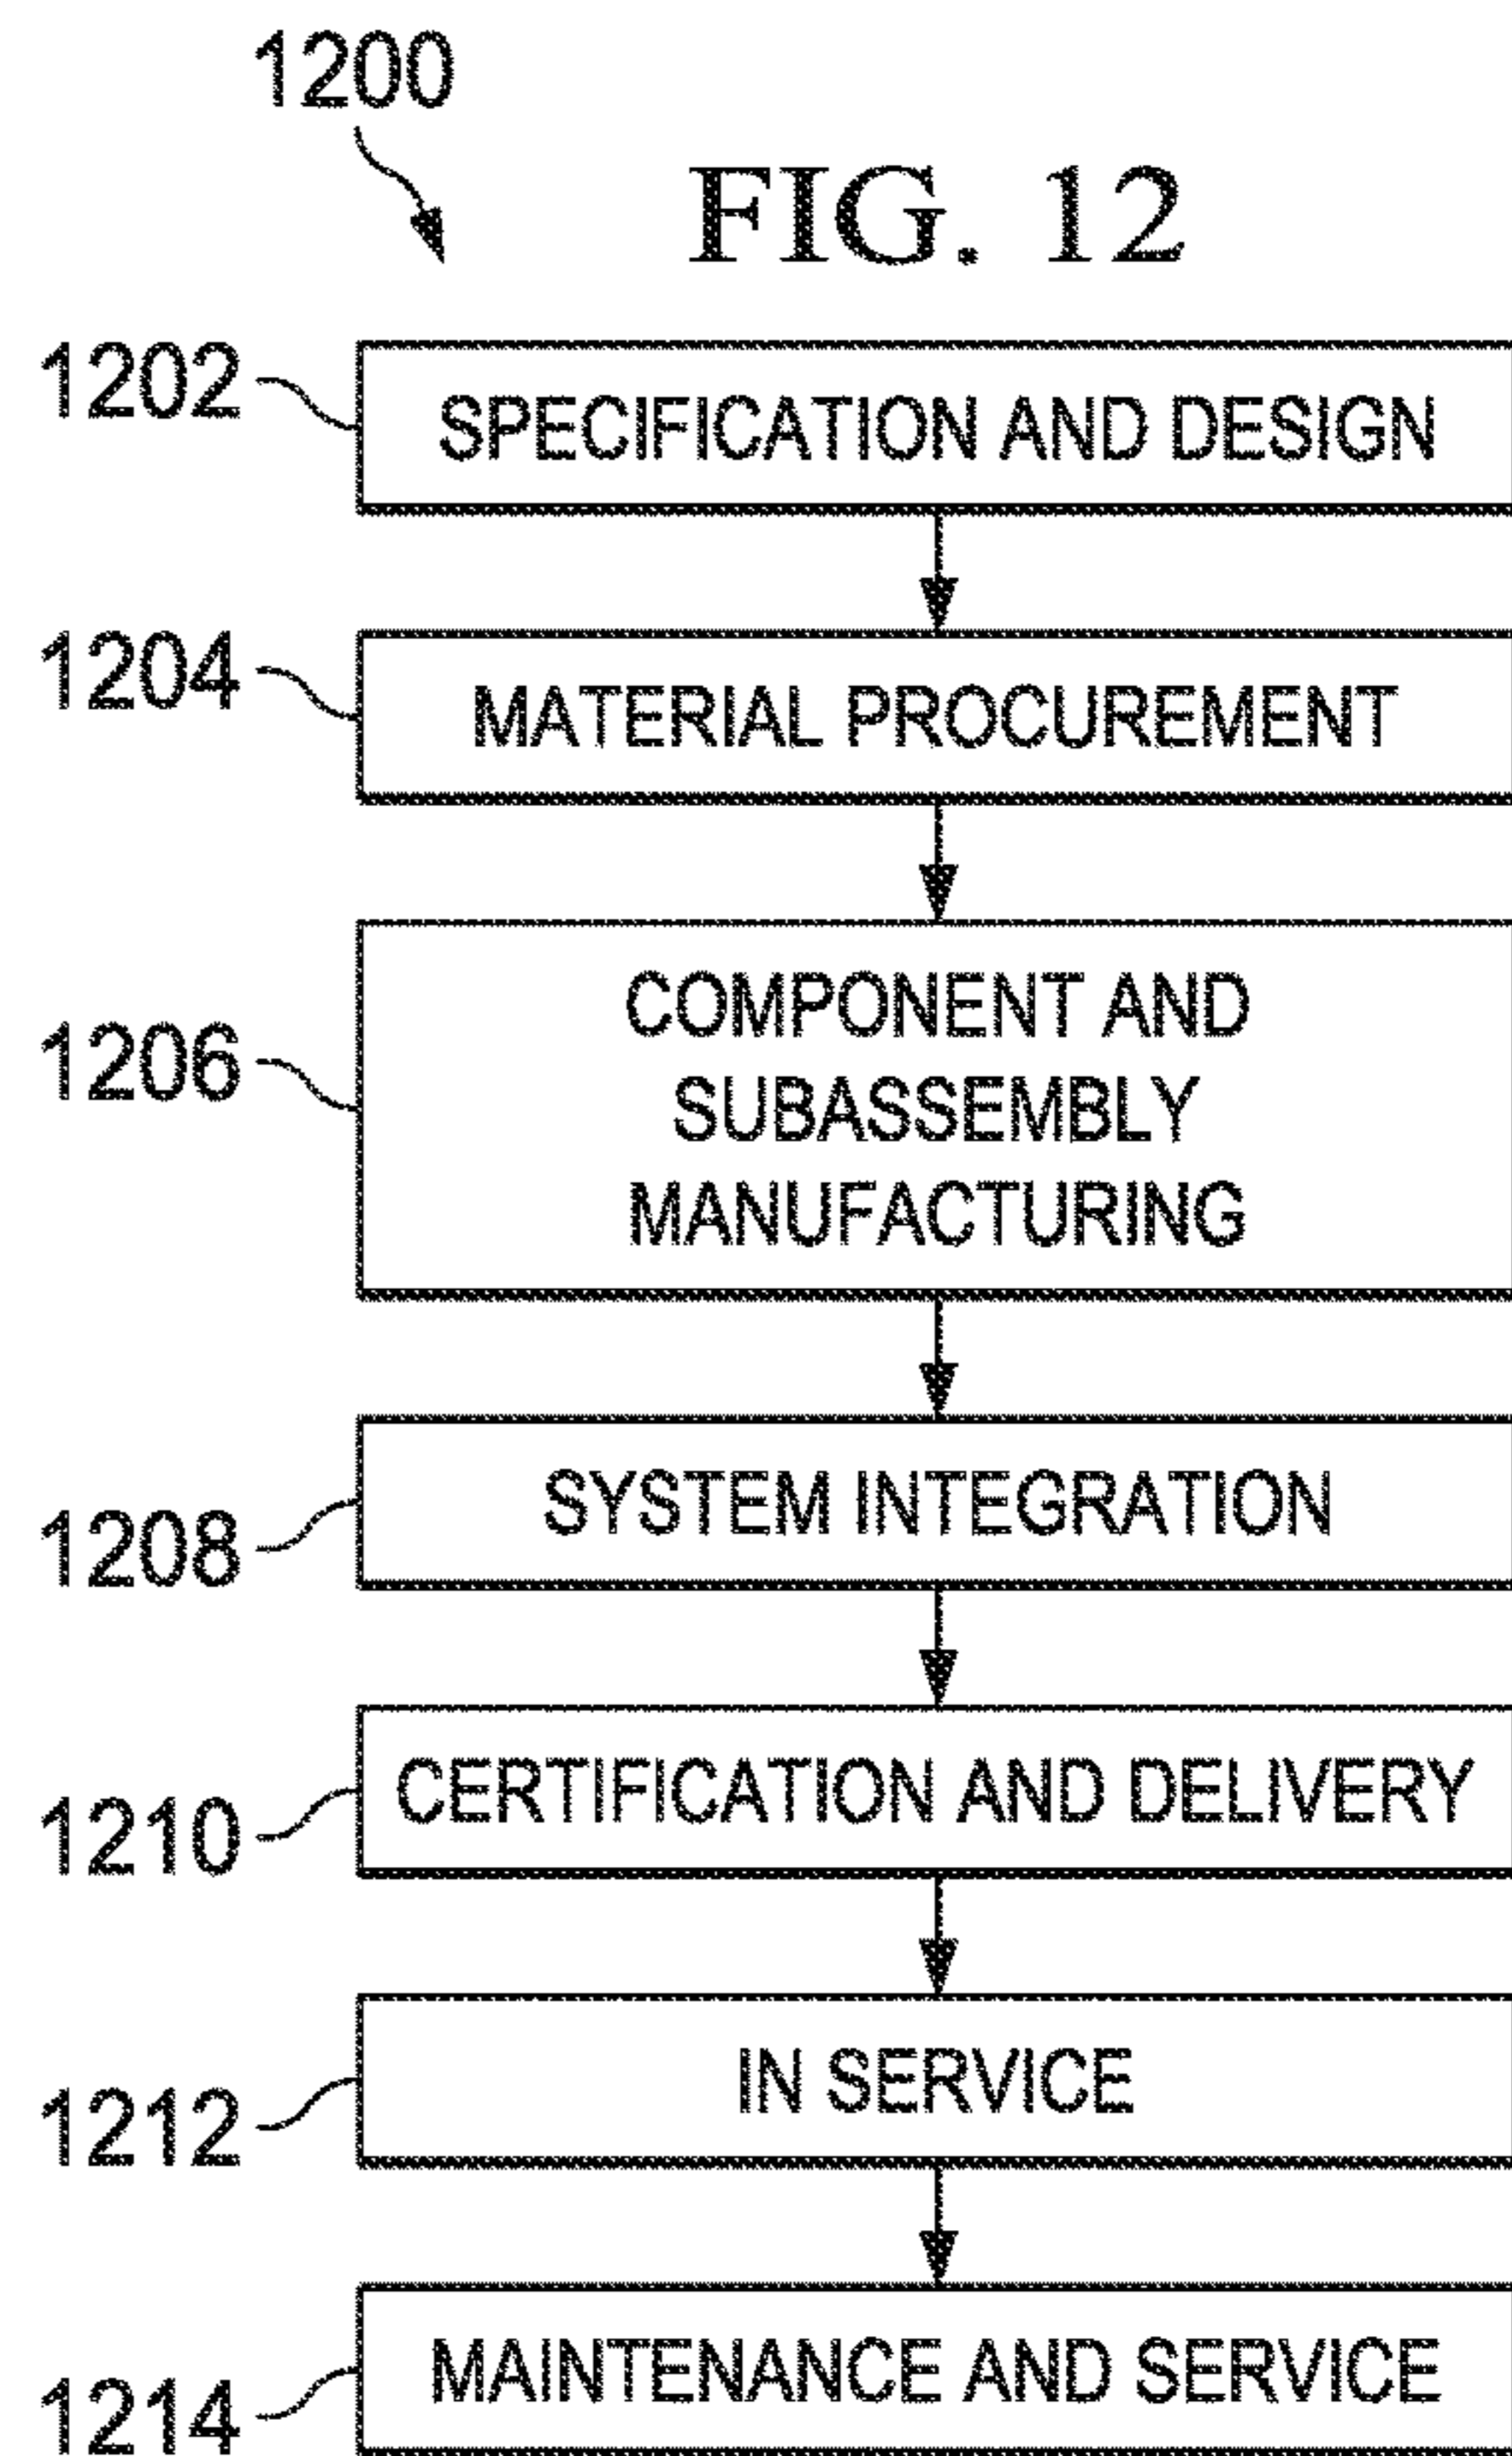 1200
FIG. 12
1202
SPECIFICATION AND DESIGN
1204
MATERIAL PROCUREMENT
1206
COMPONENT AND
SUBASSEMBLY
MANUFACTURING
1208
SYSTEM INTEGRATION
1210
CERTIFICATION AND DELIVERY
1212
IN SERVICE
1214
MAINTENANCE AND SERVICE